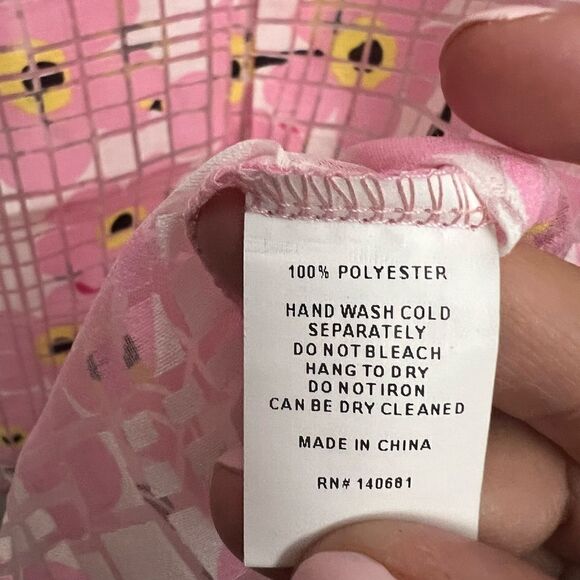 100% POLYESTER
HAND WASH COLD
SEPARATELY
DO NOT BLEACH
HANG TO DRY
DO NOT IRON
CAN BE DRY CLEANED
MADE IN CHINA
RN# 140681